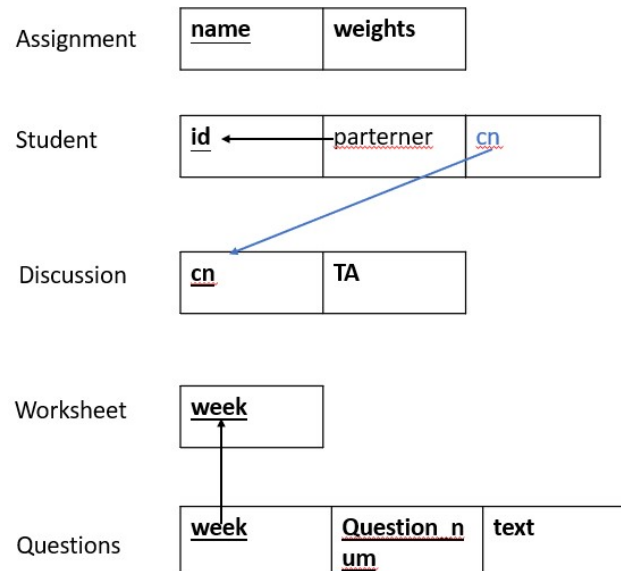 Assignment name weights
Student id parterner cn
Discussion cn TA
Worksheet week
Questions week Question_n text
um